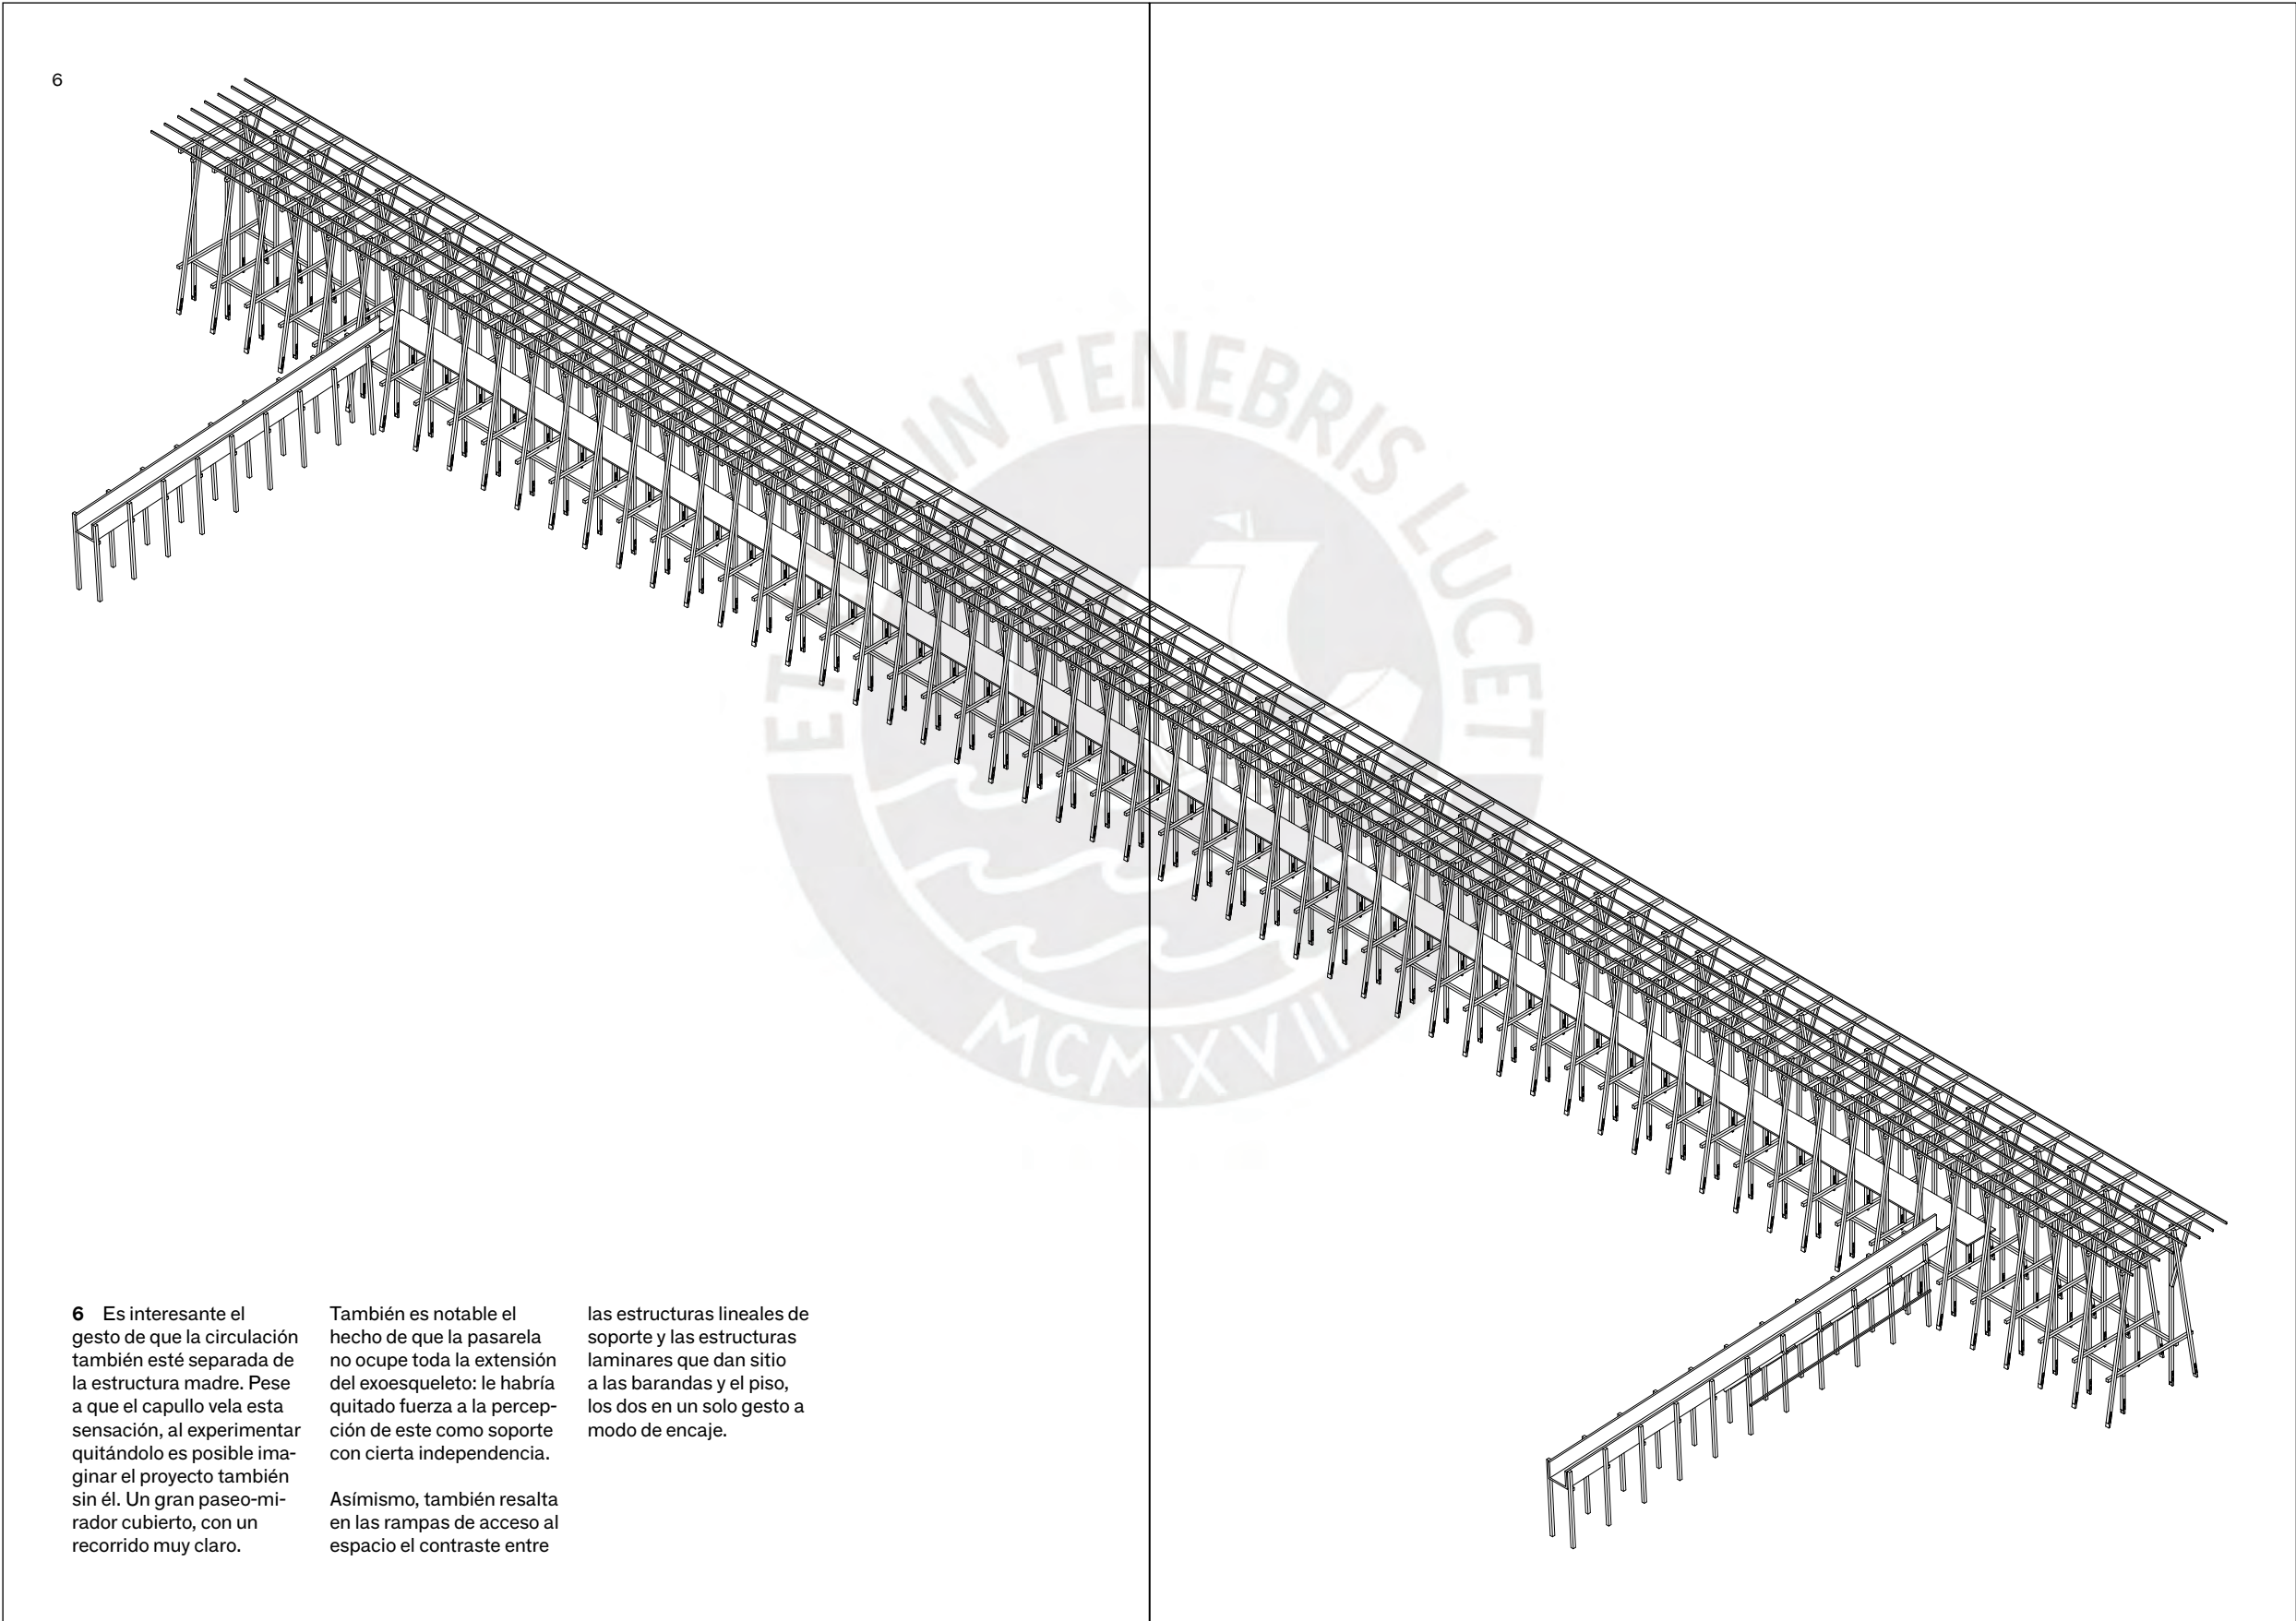 6
ET LUX IN TENEBRIS LUCET
MCMXVII
6 Es interesante el
gesto de que la circulación
también esté separada de
la estructura madre. Pese
a que el capullo vela esta
sensación, al experimentar
quitándolo es posible ima-
ginar el proyecto también
sin él. Un gran paseo-mi-
rador cubierto, con un
recorrido muy claro.
También es notable el
hecho de que la pasarela
no ocupe toda la extensión
del exoesqueleto: le habría
quitado fuerza a la percep-
ción de este como soporte
con cierta independencia.
Asímismo, también resalta
en las rampas de acceso al
espacio el contraste entre
las estructuras lineales de
soporte y las estructuras
laminares que dan sitio
a las barandas y el piso,
los dos en un solo gesto a
modo de encaje.